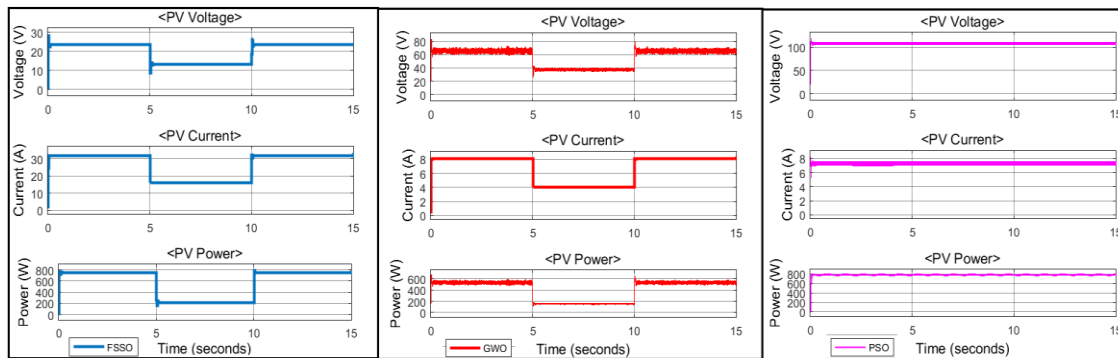 <PV Voltage>
Voltage (V)
30
20
10
0
0 5 10 15
<PV Current>
Current (A)
30
20
10
0
0 5 10 15
<PV Power>
Power (W)
800
600
400
200
0
0 5 10 15
FSSO
Time (seconds)
<PV Voltage>
Voltage (V)
80
60
40
20
0
0 5 10 15
<PV Current>
Current (A)
8
6
4
2
0
0 5 10 15
<PV Power>
Power (W)
600
400
200
0
0 5 10 15
GWO
Time (seconds)
<PV Voltage>
Voltage (V)
100
50
0
0 5 10 15
<PV Current>
Current (A)
8
6
4
2
0
0 5 10 15
<PV Power>
Power (W)
800
600
400
200
0
0 5 10 15
PSO
Time (seconds)